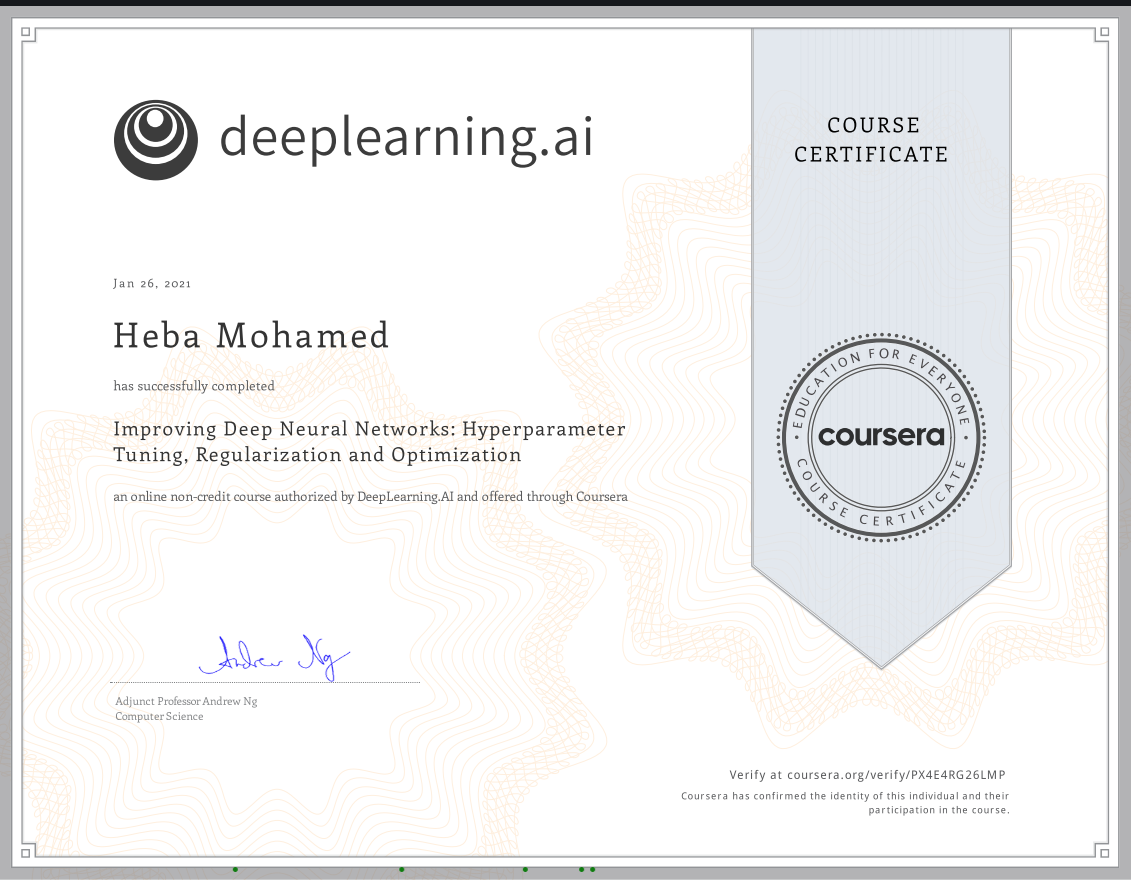 deeplearning.ai
COURSE
CERTIFICATE
Jan 26, 2021
Heba Mohamed
has successfully completed
Improving Deep Neural Networks: Hyperparameter
Tuning, Regularization and Optimization
an online non-credit course authorized by DeepLearning.AI and offered through Coursera
EDUCATION FOR EVERYONE
coursera
COURSE CERTIFICATE
Andrew Ng
Adjunct Professor Andrew Ng
Computer Science
Verify at coursera.org/verify/PX4E4RG26LMP
Coursera has confirmed the identity of this individual and their
participation in the course.